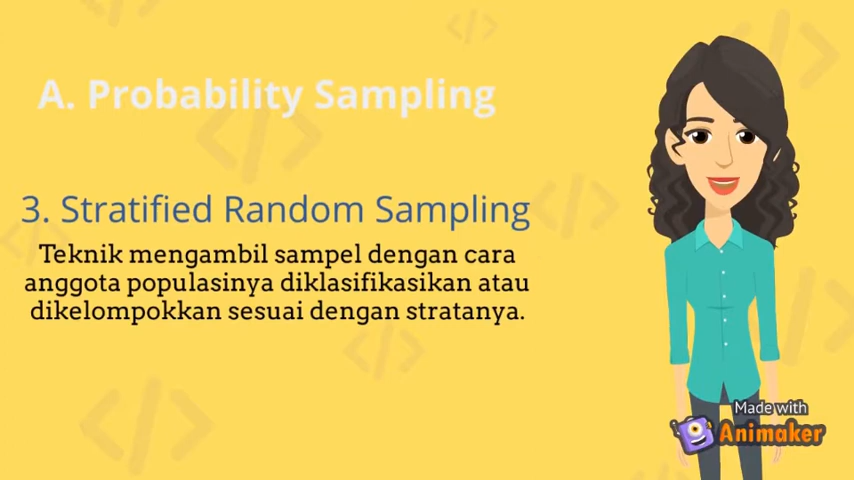 A. Probability Sampling
3. Stratified Random Sampling
Teknik mengambil sampel dengan cara
anggota populasinya diklasifikasikan atau
dikelompokkan sesuai dengan stratanya.
Made with
Animaker